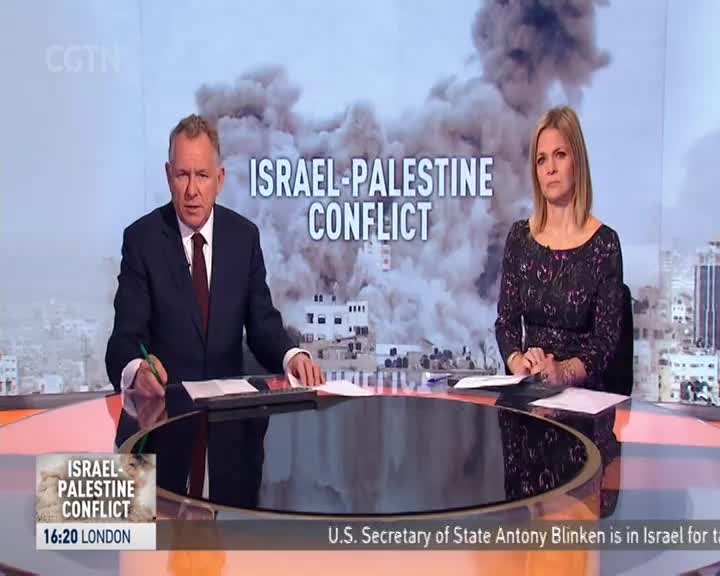 CGTN
ISRAEL-PALESTINE
CONFLICT
ISRAEL-
PALESTINE
CONFLICT
16:20 LONDON
U.S. Secretary of State Antony Blinken is in Israel for ta